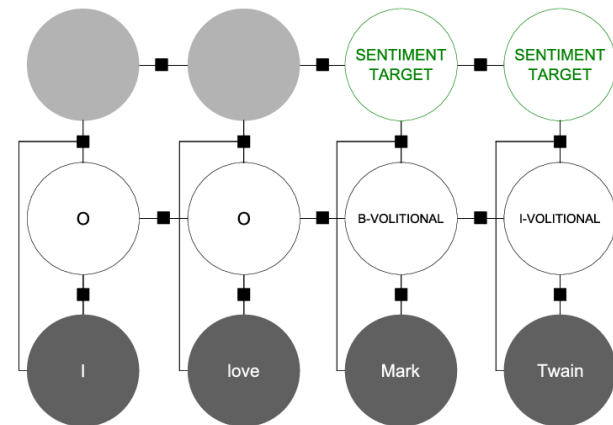 SENTIMENT
TARGET
SENTIMENT
TARGET
O
O
B-VOLITIONAL
I-VOLITIONAL
I
love
Mark
Twain